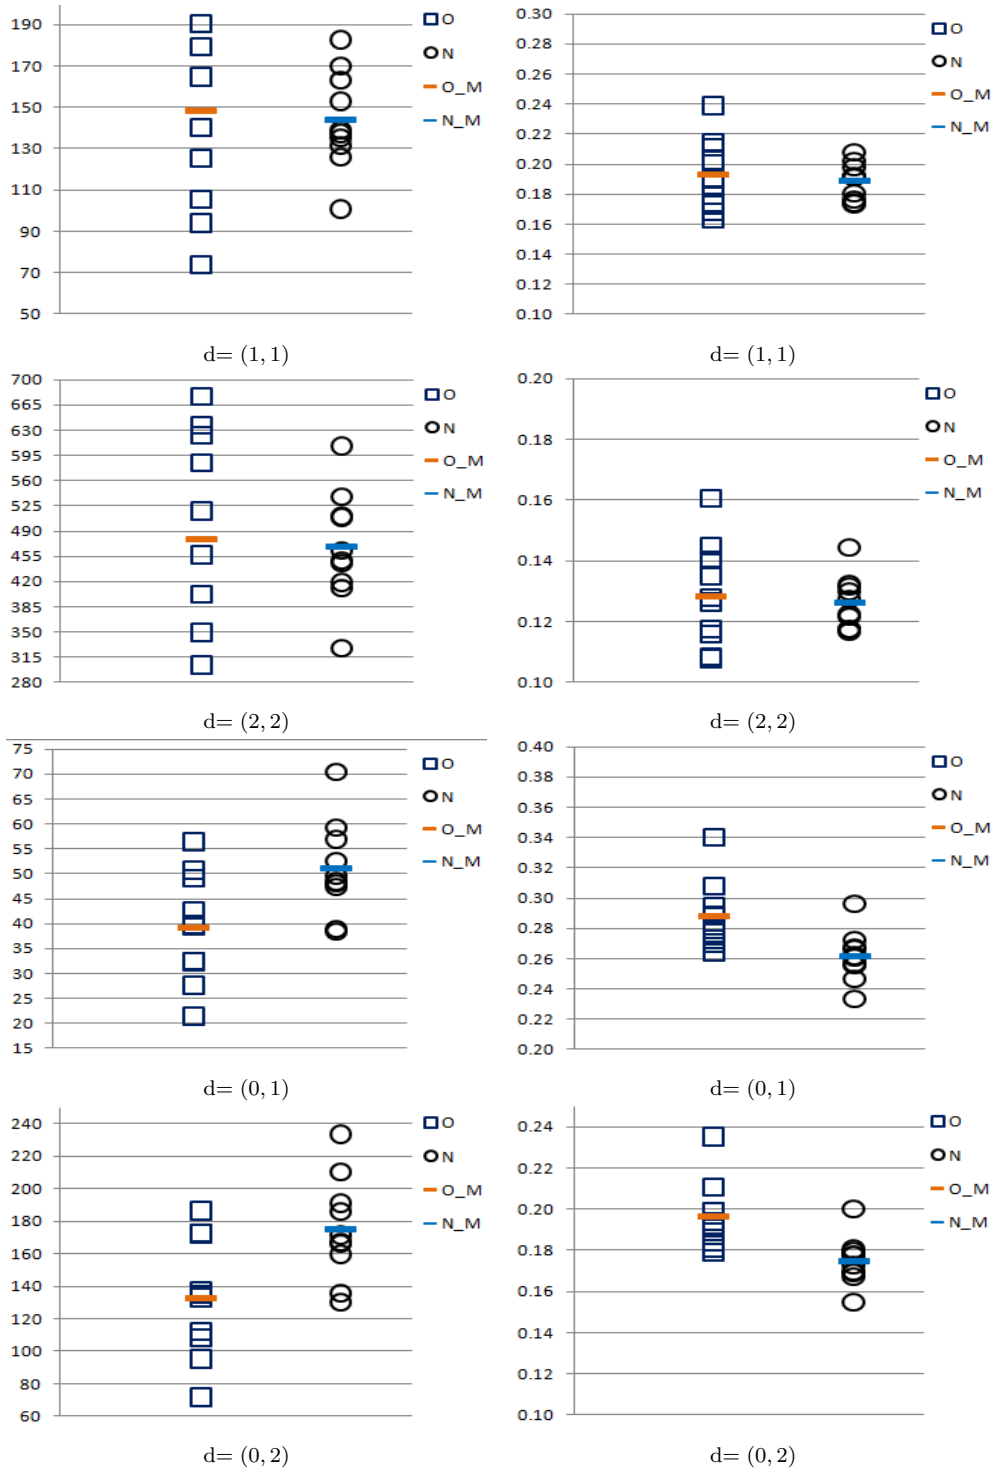 190
170
150
130
110
90
70
50
O
N
O_M
N_M
d= (1, 1)
0.30
0.28
0.26
0.24
0.22
0.20
0.18
0.16
0.14
0.12
0.10
O
N
O_M
N_M
d= (1, 1)
700
665
630
595
560
525
490
455
420
385
350
315
280
O
N
O_M
N_M
d= (2, 2)
0.20
0.18
0.16
0.14
0.12
0.10
O
N
O_M
N_M
d= (2, 2)
75
70
65
60
55
50
45
40
35
30
25
20
15
O
N
O_M
N_M
d= (0, 1)
0.40
0.38
0.36
0.34
0.32
0.30
0.28
0.26
0.24
0.22
0.20
O
N
O_M
N_M
d= (0, 1)
240
220
200
180
160
140
120
100
80
60
O
N
O_M
N_M
d= (0, 2)
0.24
0.22
0.20
0.18
0.16
0.14
0.12
0.10
O
N
O_M
N_M
d= (0, 2)